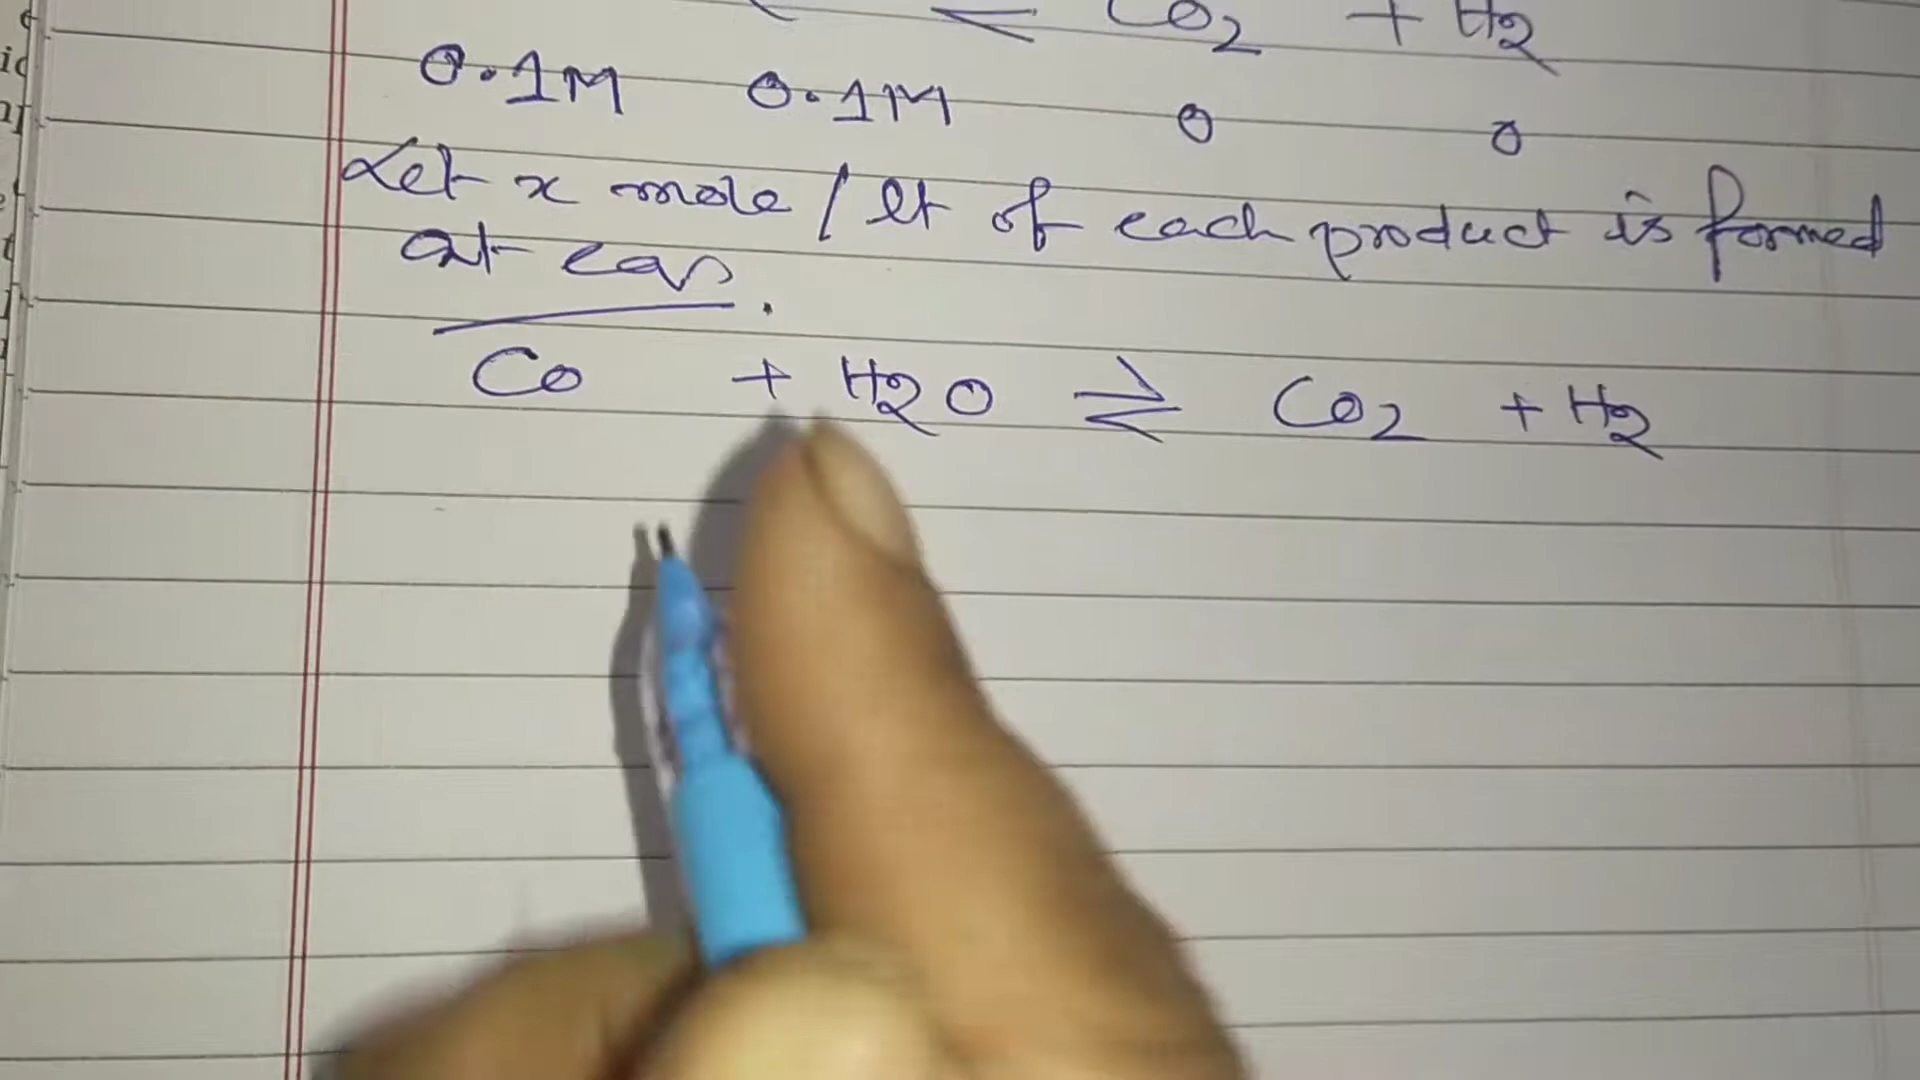 ⇌ CO2 + H2
0.1M 0.1M 0 0
Let x mole / lt of each product is formed
at eqn.
CO + H2O ⇌ CO2 + H2